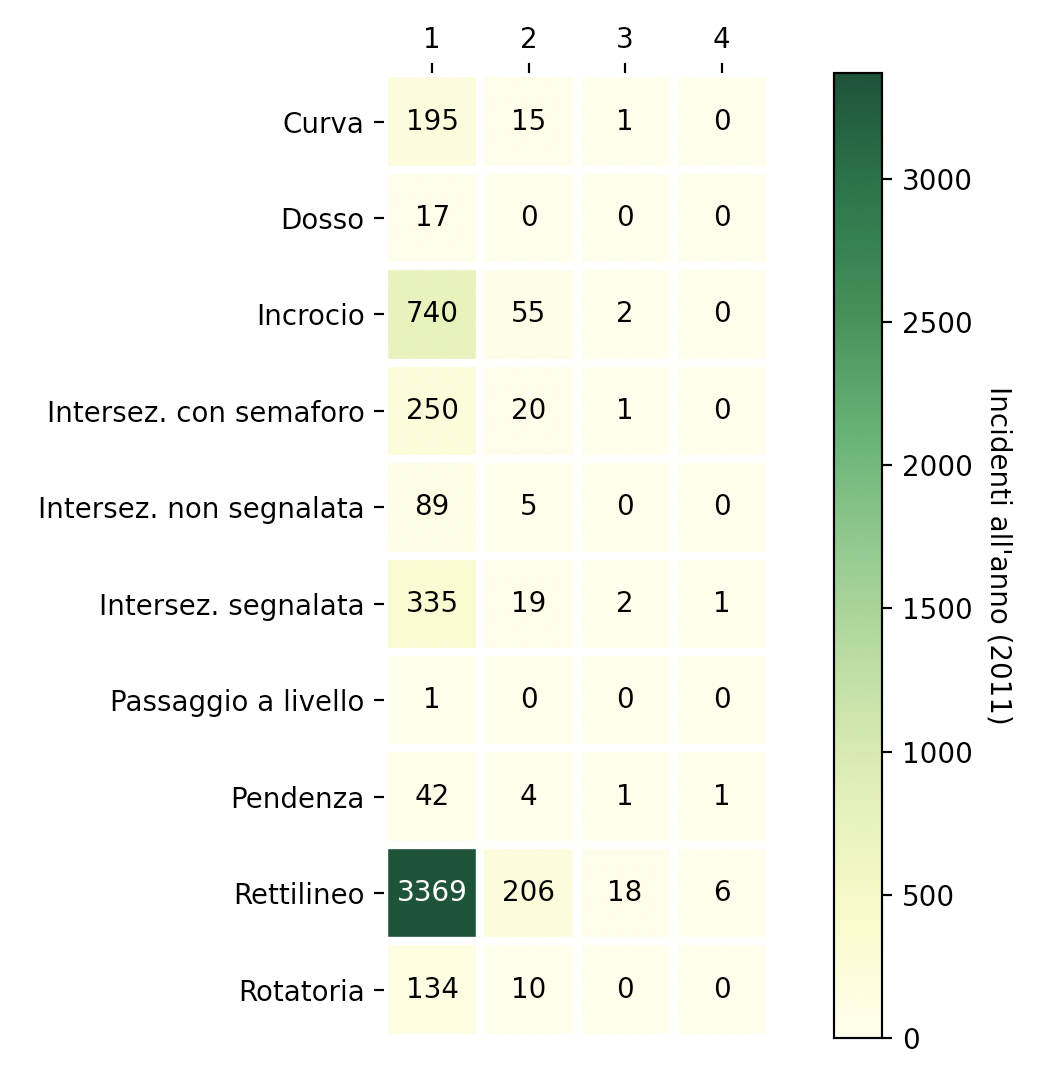 1 2 3 4
Curva 195 15 1 0
Dosso 17 0 0 0
Incrocio 740 55 2 0
Intersez. con semaforo 250 20 1 0
Intersez. non segnalata 89 5 0 0
Intersez. segnalata 335 19 2 1
Passaggio a livello 1 0 0 0
Pendenza 42 4 1 1
Rettilineo 3369 206 18 6
Rotatoria 134 10 0 0
3000
2500
2000
1500
1000
500
0
Incidenti all'anno (2011)